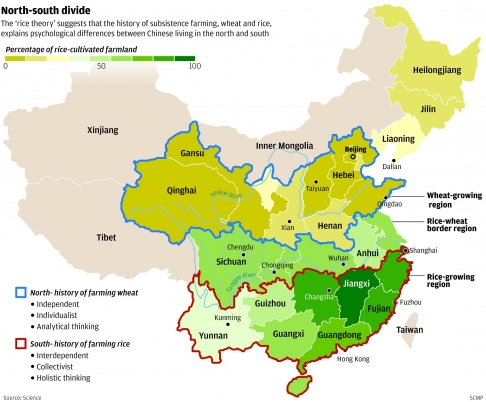 North-south divide
The 'rice theory' suggests that the history of subsistence farming, wheat and rice,
explains psychological differences between Chinese living in the north and south
Percentage of rice-cultivated farmland
0
50
100
Heilongjiang
Jilin
Liaoning
Xinjiang
Inner Mongolia
Gansu
Beijing
Dalian
Hebei
Qinghai
Taiyuan
Yellow River
Wheat-growing
region
Qingdao
Xian
Henan
Rice-wheat
border region
Tibet
Chengdu
Anhui
Shanghai
Sichuan
Wuhan
Chongqing
Yangtze River
Rice-growing
region
Jiangxi
Changsha
North- history of farming wheat
• Independent
• Individualist
• Analytical thinking
Guizhou
Fujian
Fuzhou
Kunming
Taiwan
Yunnan
Guangxi
Guangdong
South- history of farming rice
• Interdependent
• Collectivist
• Holistic thinking
Hong Kong
Source: Science
SCMP